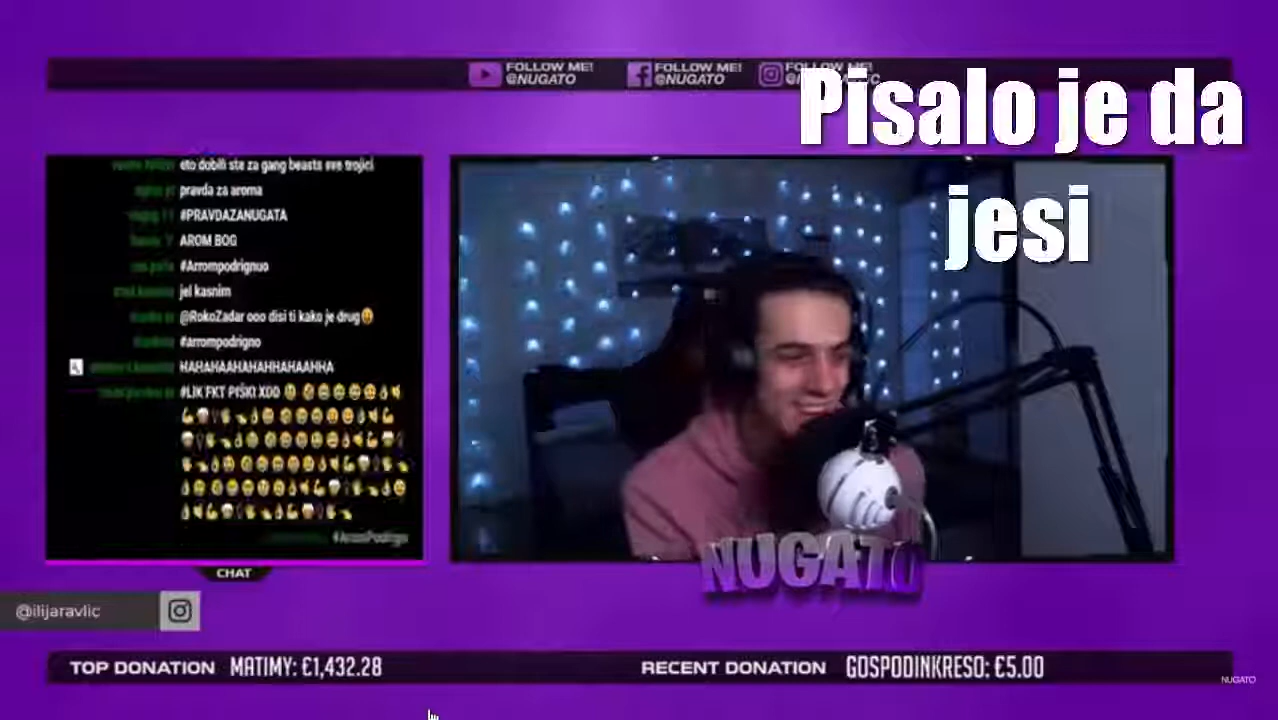 FOLLOW ME!
@NUGATO
FOLLOW ME!
@NUGATO
FOLLOW ME!
Pisalo je da
jesi
eto dobili ste za gang beasts sve trojici
pravda za aroma
#PRAVDAZANUGATA
AROM BOG
#Arrompodrignuo
jel kasnim
@RokoZadar ooo disi ti kako je drug😀
#arrompodrigno
HAHAHAAHAHAHHAHAAHHA
#LIK FKT PIŠKI XDD
#AromPodrigo
NUGATO
CHAT
@ilijaravlic
TOP DONATION MATIMY: €1,432.28
RECENT DONATION GOSPODINKRESO: €5.00
NUGATO